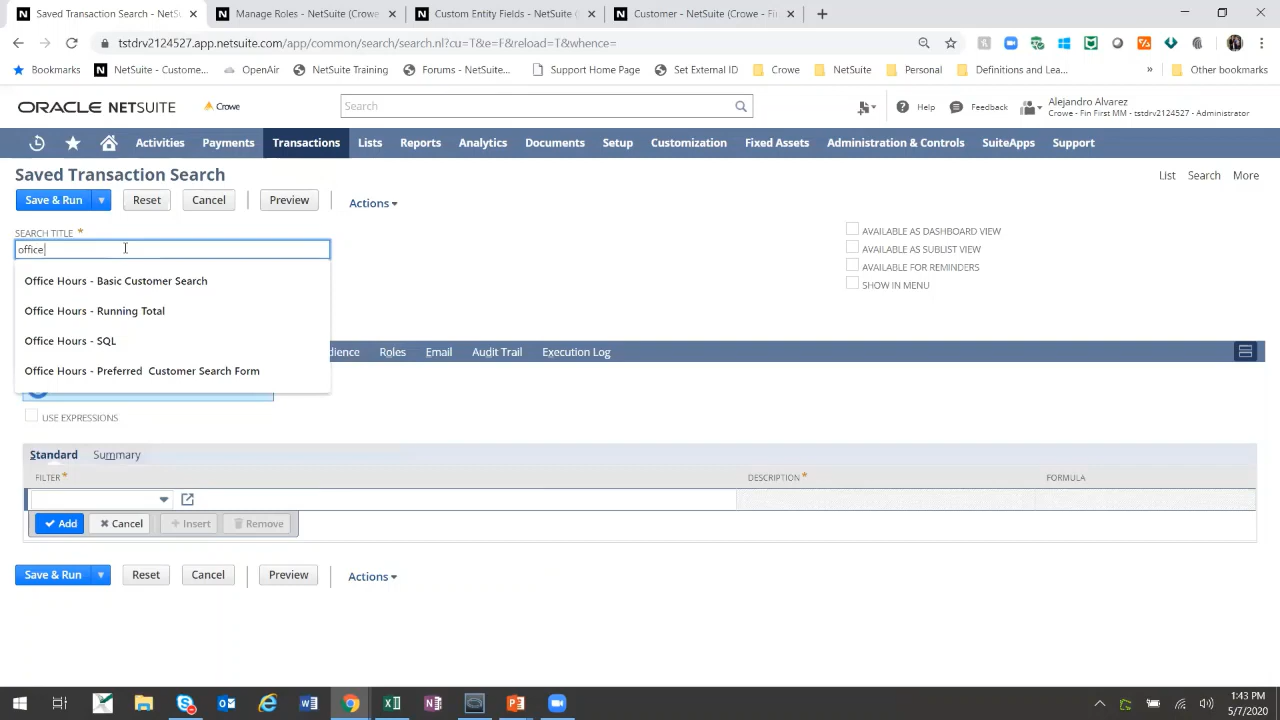 Saved Transaction Search - NetSu
Manage Roles - NetSuite (Crowe
Custom Entity Fields - NetSuite (
Customer - NetSuite (Crowe - Fi
tstdrv2124527.app.netsuite.com/app/common/search/search.nl?cu=T&e=F&reload=T&whence=
Bookmarks
NetSuite - Custome...
OpenAir
NetSuite Training
Forums - NetSuite...
Support Home Page
Set External ID
Crowe
NetSuite
Personal
Definitions and Lea...
»
Other bookmarks
ORACLE NETSUITE
Crowe
Search
Help
Feedback
Alejandro Alvarez
Crowe - Fin First MM - tstdrv2124527 - Administrator
Activities
Payments
Transactions
Lists
Reports
Analytics
Documents
Setup
Customization
Fixed Assets
Administration & Controls
SuiteApps
Support
Saved Transaction Search
List
Search
More
Save & Run
Reset
Cancel
Preview
Actions
SEARCH TITLE *
office
Office Hours - Basic Customer Search
Office Hours - Running Total
Office Hours - SQL
Office Hours - Preferred Customer Search Form
AVAILABLE AS DASHBOARD VIEW
AVAILABLE AS SUBLIST VIEW
AVAILABLE FOR REMINDERS
SHOW IN MENU
dience
Roles
Email
Audit Trail
Execution Log
USE EXPRESSIONS
Standard
Summary
FILTER *
DESCRIPTION *
FORMULA
Add
Cancel
Insert
Remove
Save & Run
Reset
Cancel
Preview
Actions
1:43 PM
5/7/2020